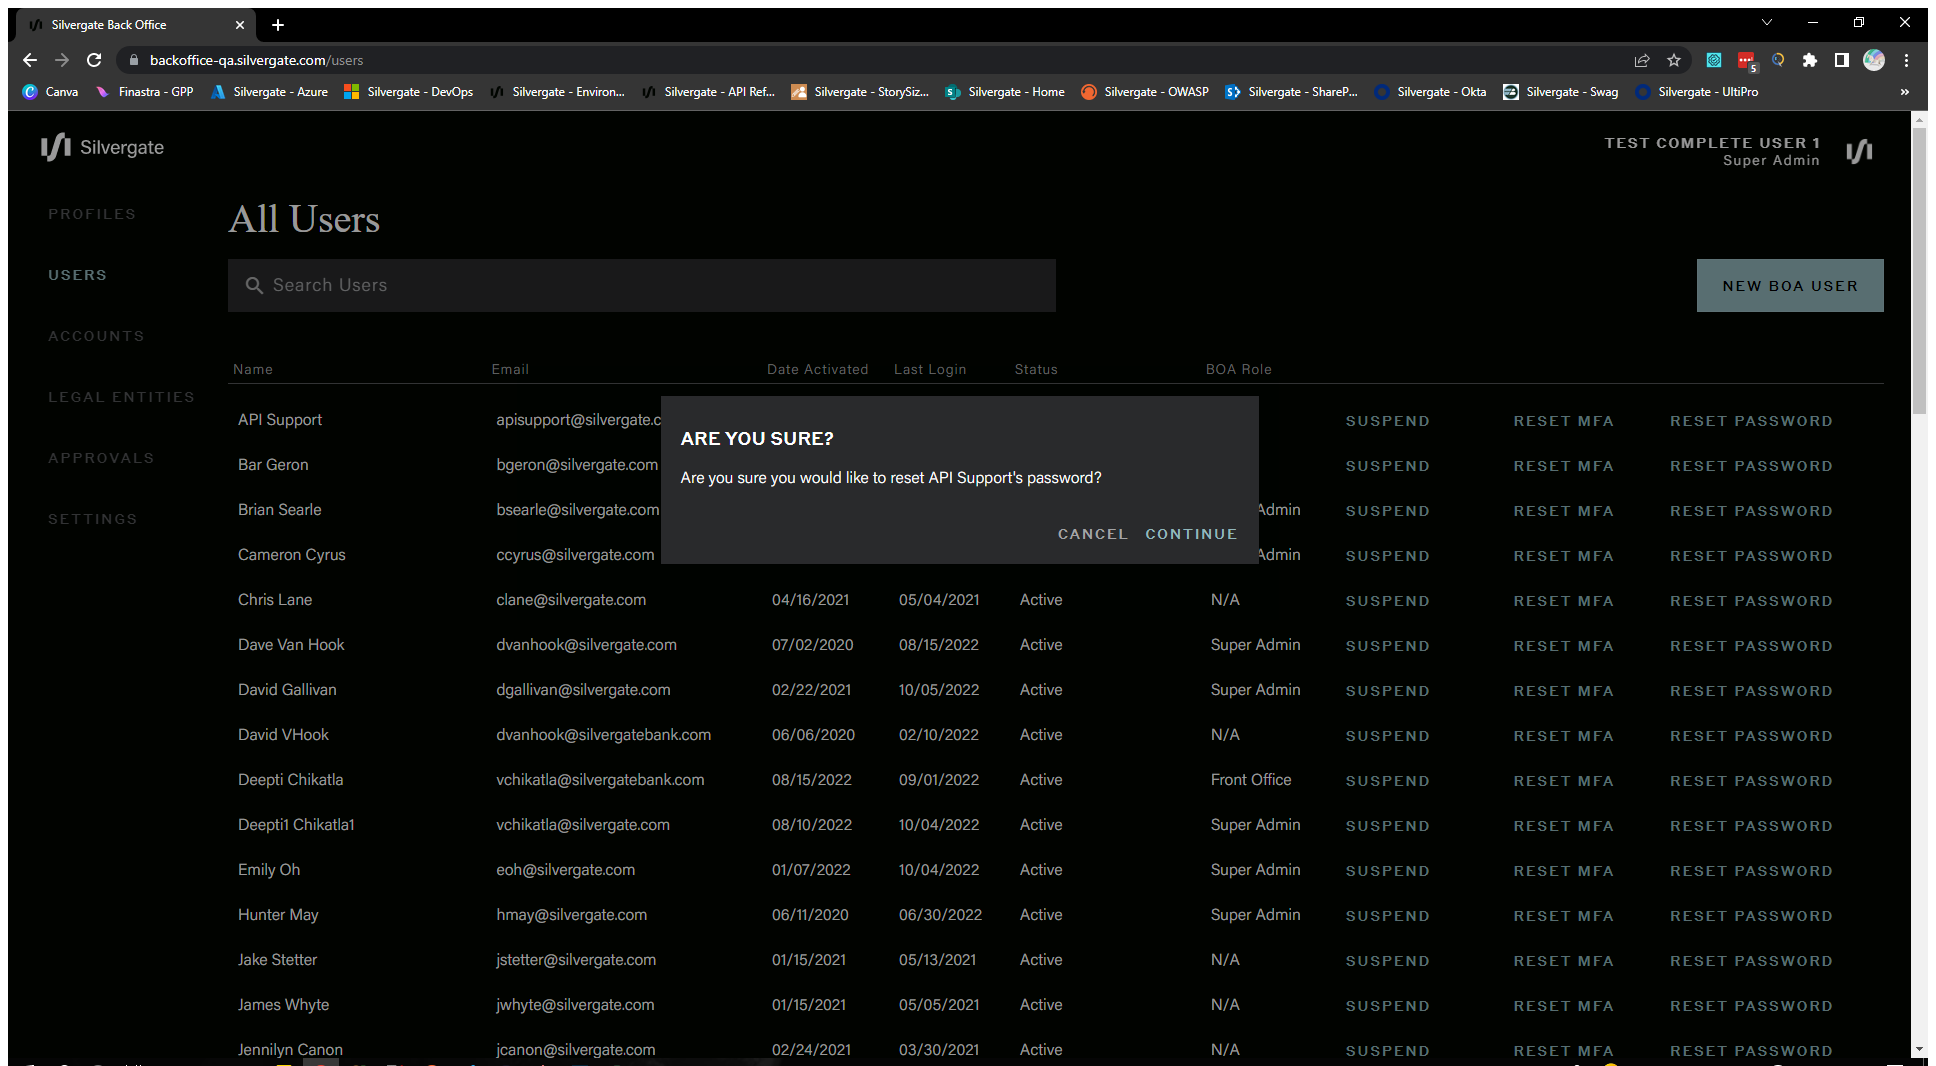 Silvergate Back Office
backoffice-qa.silvergate.com/users
5
Canva Finastra - GPP Silvergate - Azure Silvergate - DevOps Silvergate - Environ... Silvergate - API Ref... Silvergate - StorySiz... Silvergate - Home Silvergate - OWASP Silvergate - ShareP... Silvergate - Okta Silvergate - Swag Silvergate - UltiPro »
Silvergate
TEST COMPLETE USER 1
Super Admin
PROFILES
USERS
ACCOUNTS
LEGAL ENTITIES
APPROVALS
SETTINGS
All Users
Search Users
NEW BOA USER
Name Email Date Activated Last Login Status BOA Role
API Support apisupport@silvergate.c SUSPEND RESET MFA RESET PASSWORD
Bar Geron bgeron@silvergate.com SUSPEND RESET MFA RESET PASSWORD
Brian Searle bsearle@silvergate.com Admin SUSPEND RESET MFA RESET PASSWORD
Cameron Cyrus ccyrus@silvergate.com Admin SUSPEND RESET MFA RESET PASSWORD
ARE YOU SURE?
Are you sure you would like to reset API Support's password?
CANCEL CONTINUE
Chris Lane clane@silvergate.com 04/16/2021 05/04/2021 Active N/A SUSPEND RESET MFA RESET PASSWORD
Dave Van Hook dvanhook@silvergate.com 07/02/2020 08/15/2022 Active Super Admin SUSPEND RESET MFA RESET PASSWORD
David Gallivan dgallivan@silvergate.com 02/22/2021 10/05/2022 Active Super Admin SUSPEND RESET MFA RESET PASSWORD
David VHook dvanhook@silvergatebank.com 06/06/2020 02/10/2022 Active N/A SUSPEND RESET MFA RESET PASSWORD
Deepti Chikatla vchikatla@silvergatebank.com 08/15/2022 09/01/2022 Active Front Office SUSPEND RESET MFA RESET PASSWORD
Deepti1 Chikatla1 vchikatla@silvergate.com 08/10/2022 10/04/2022 Active Super Admin SUSPEND RESET MFA RESET PASSWORD
Emily Oh eoh@silvergate.com 01/07/2022 10/04/2022 Active Super Admin SUSPEND RESET MFA RESET PASSWORD
Hunter May hmay@silvergate.com 06/11/2020 06/30/2022 Active Super Admin SUSPEND RESET MFA RESET PASSWORD
Jake Stetter jstetter@silvergate.com 01/15/2021 05/13/2021 Active N/A SUSPEND RESET MFA RESET PASSWORD
James Whyte jwhyte@silvergate.com 01/15/2021 05/05/2021 Active N/A SUSPEND RESET MFA RESET PASSWORD
Jennilyn Canon jcanon@silvergate.com 02/24/2021 03/30/2021 Active N/A SUSPEND RESET MFA RESET PASSWORD